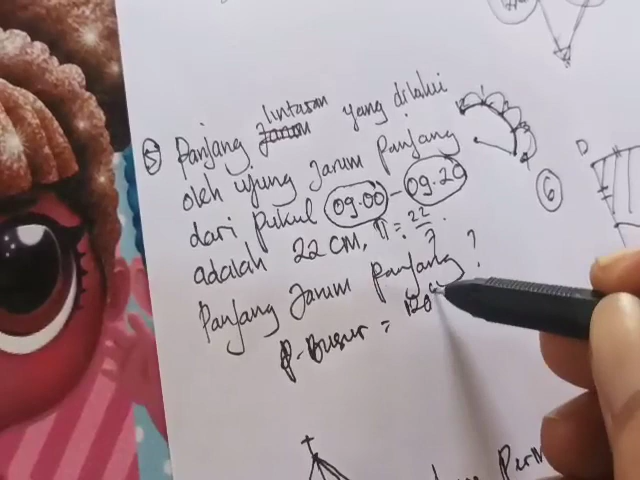 5 Panjang lintasan yang dilalui
oleh ujung Jarum Panjang
dari pukul 09.00 - 09.20
adalah 22 CM, π = 22/7.
Panjang Jarum Panjang?
P. Busur = 120°
6
D